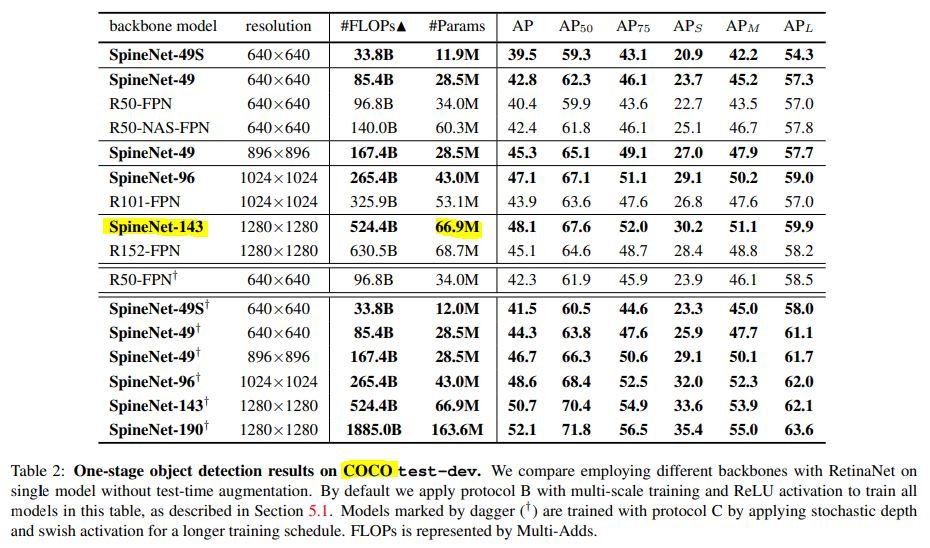 backbone model resolution #FLOPs▲ #Params AP AP50 AP75 APS APM APL
SpineNet-49S 640×640 33.8B 11.9M 39.5 59.3 43.1 20.9 42.2 54.3
SpineNet-49 640×640 85.4B 28.5M 42.8 62.3 46.1 23.7 45.2 57.3
R50-FPN 640×640 96.8B 34.0M 40.4 59.9 43.6 22.7 43.5 57.0
R50-NAS-FPN 640×640 140.0B 60.3M 42.4 61.8 46.1 25.1 46.7 57.8
SpineNet-49 896×896 167.4B 28.5M 45.3 65.1 49.1 27.0 47.9 57.7
SpineNet-96 1024×1024 265.4B 43.0M 47.1 67.1 51.1 29.1 50.2 59.0
R101-FPN 1024×1024 325.9B 53.1M 43.9 63.6 47.6 26.8 47.6 57.0
SpineNet-143 1280×1280 524.4B 66.9M 48.1 67.6 52.0 30.2 51.1 59.9
R152-FPN 1280×1280 630.5B 68.7M 45.1 64.6 48.7 28.4 48.8 58.2
R50-FPN† 640×640 96.8B 34.0M 42.3 61.9 45.9 23.9 46.1 58.5
SpineNet-49S† 640×640 33.8B 12.0M 41.5 60.5 44.6 23.3 45.0 58.0
SpineNet-49† 640×640 85.4B 28.5M 44.3 63.8 47.6 25.9 47.7 61.1
SpineNet-49† 896×896 167.4B 28.5M 46.7 66.3 50.6 29.1 50.1 61.7
SpineNet-96† 1024×1024 265.4B 43.0M 48.6 68.4 52.5 32.0 52.3 62.0
SpineNet-143† 1280×1280 524.4B 66.9M 50.7 70.4 54.9 33.6 53.9 62.1
SpineNet-190† 1280×1280 1885.0B 163.6M 52.1 71.8 56.5 35.4 55.0 63.6
Table 2: One-stage object detection results on COCO test-dev. We compare employing different backbones with RetinaNet on
single model without test-time augmentation. By default we apply protocol B with multi-scale training and ReLU activation to train all
models in this table, as described in Section 5.1. Models marked by dagger (†) are trained with protocol C by applying stochastic depth
and swish activation for a longer training schedule. FLOPs is represented by Multi-Adds.